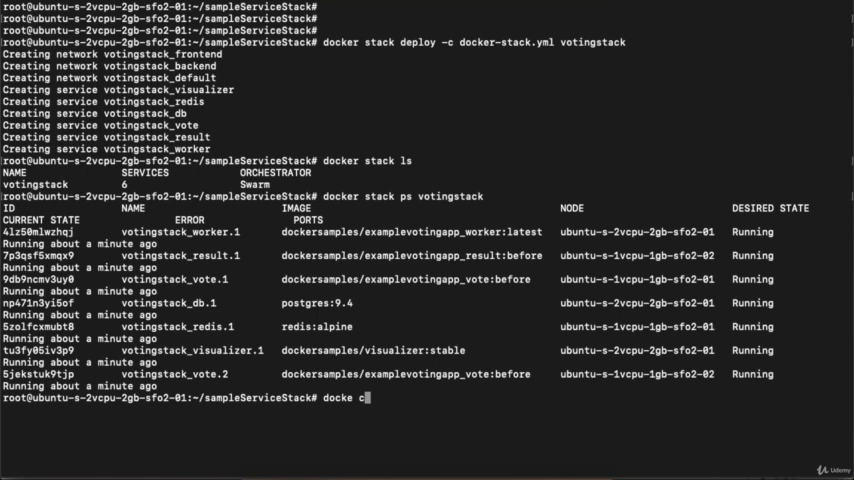 root@ubuntu-s-2vcpu-2gb-sfo2-01:~/sampleServiceStack#
root@ubuntu-s-2vcpu-2gb-sfo2-01:~/sampleServiceStack#
root@ubuntu-s-2vcpu-2gb-sfo2-01:~/sampleServiceStack#
root@ubuntu-s-2vcpu-2gb-sfo2-01:~/sampleServiceStack# docker stack deploy -c docker-stack.yml votingstack
Creating network votingstack_frontend
Creating network votingstack_backend
Creating network votingstack_default
Creating service votingstack_visualizer
Creating service votingstack_redis
Creating service votingstack_db
Creating service votingstack_vote
Creating service votingstack_result
Creating service votingstack_worker
root@ubuntu-s-2vcpu-2gb-sfo2-01:~/sampleServiceStack# docker stack ls
NAME SERVICES ORCHESTRATOR
votingstack 6 Swarm
root@ubuntu-s-2vcpu-2gb-sfo2-01:~/sampleServiceStack# docker stack ps votingstack
ID NAME IMAGE NODE DESIRED STATE
CURRENT STATE ERROR PORTS
4lz50mlwzhqj votingstack_worker.1 dockersamples/examplevotingapp_worker:latest ubuntu-s-2vcpu-2gb-sfo2-01 Running
Running about a minute ago
7p3qsf5xmqx9 votingstack_result.1 dockersamples/examplevotingapp_result:before ubuntu-s-1vcpu-1gb-sfo2-02 Running
Running about a minute ago
9db9ncmv3uy0 votingstack_vote.1 dockersamples/examplevotingapp_vote:before ubuntu-s-1vcpu-1gb-sfo2-02 Running
Running about a minute ago
np471n3yi5of votingstack_db.1 postgres:9.4 ubuntu-s-2vcpu-2gb-sfo2-01 Running
Running about a minute ago
5zolfcxmubt8 votingstack_redis.1 redis:alpine ubuntu-s-1vcpu-1gb-sfo2-02 Running
Running about a minute ago
tu3fy05iv3p9 votingstack_visualizer.1 dockersamples/visualizer:stable ubuntu-s-2vcpu-2gb-sfo2-01 Running
Running about a minute ago
5jekstuk9tjp votingstack_vote.2 dockersamples/examplevotingapp_vote:before ubuntu-s-1vcpu-1gb-sfo2-02 Running
Running about a minute ago
root@ubuntu-s-2vcpu-2gb-sfo2-01:~/sampleServiceStack# docke c
Udemy